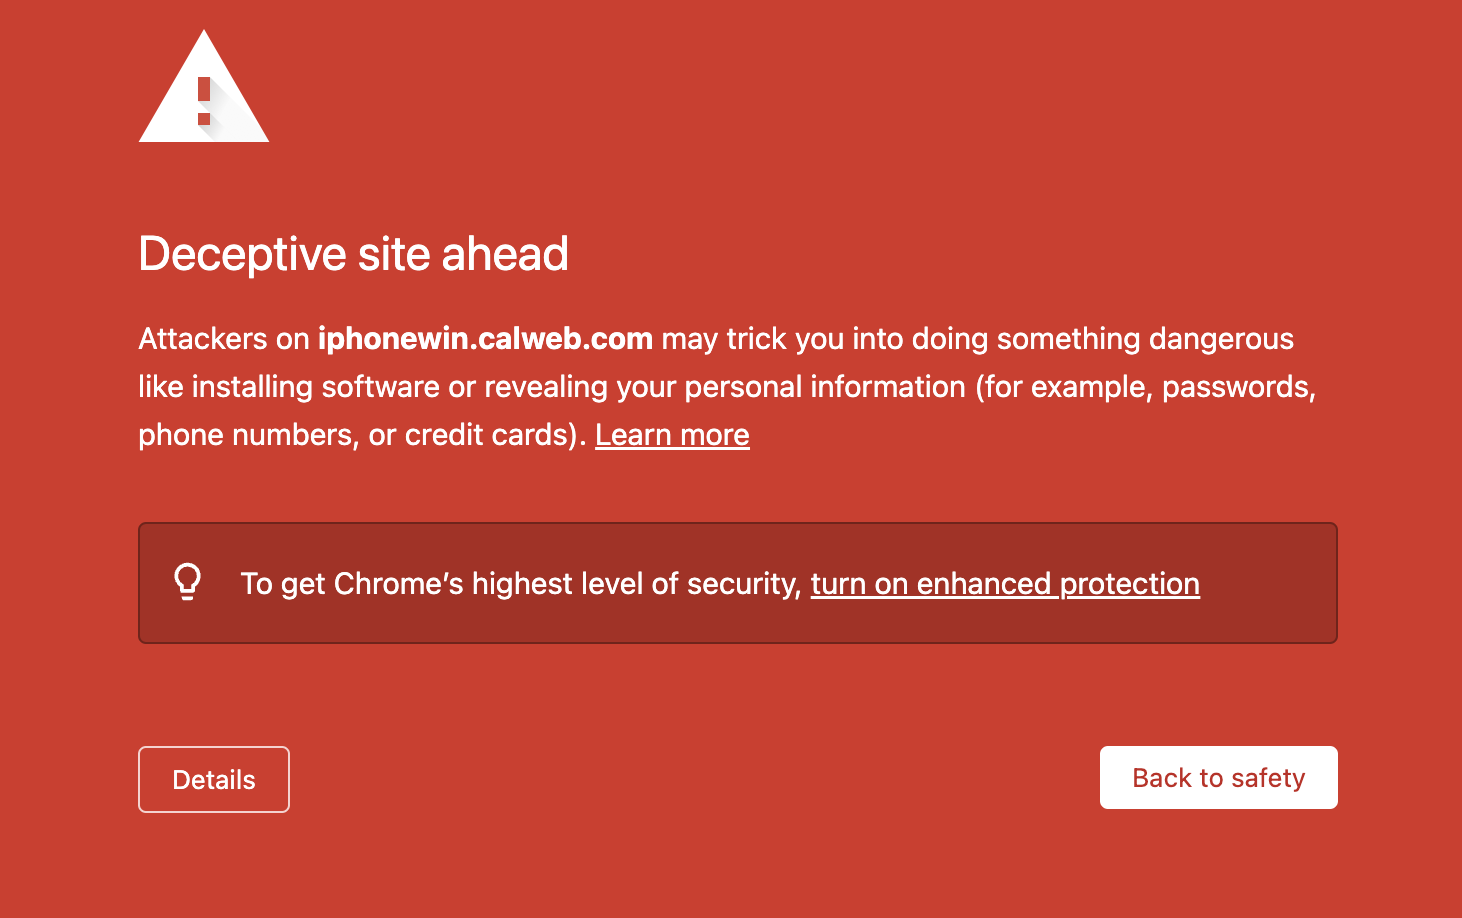 Deceptive site ahead
Attackers on iphonewin.calweb.com may trick you into doing something dangerous
like installing software or revealing your personal information (for example, passwords,
phone numbers, or credit cards). Learn more
To get Chrome’s highest level of security, turn on enhanced protection
Details
Back to safety